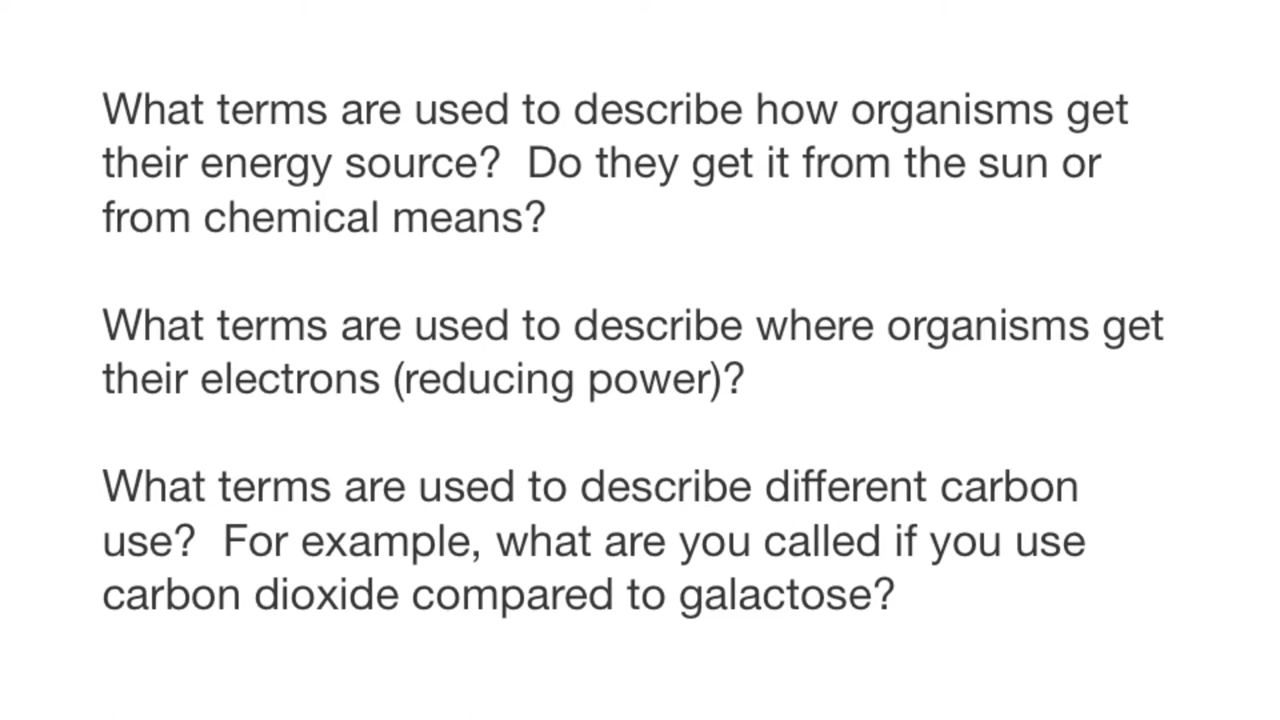 What terms are used to describe how organisms get
their energy source?  Do they get it from the sun or
from chemical means?
What terms are used to describe where organisms get
their electrons (reducing power)?
What terms are used to describe different carbon
use?  For example, what are you called if you use
carbon dioxide compared to galactose?